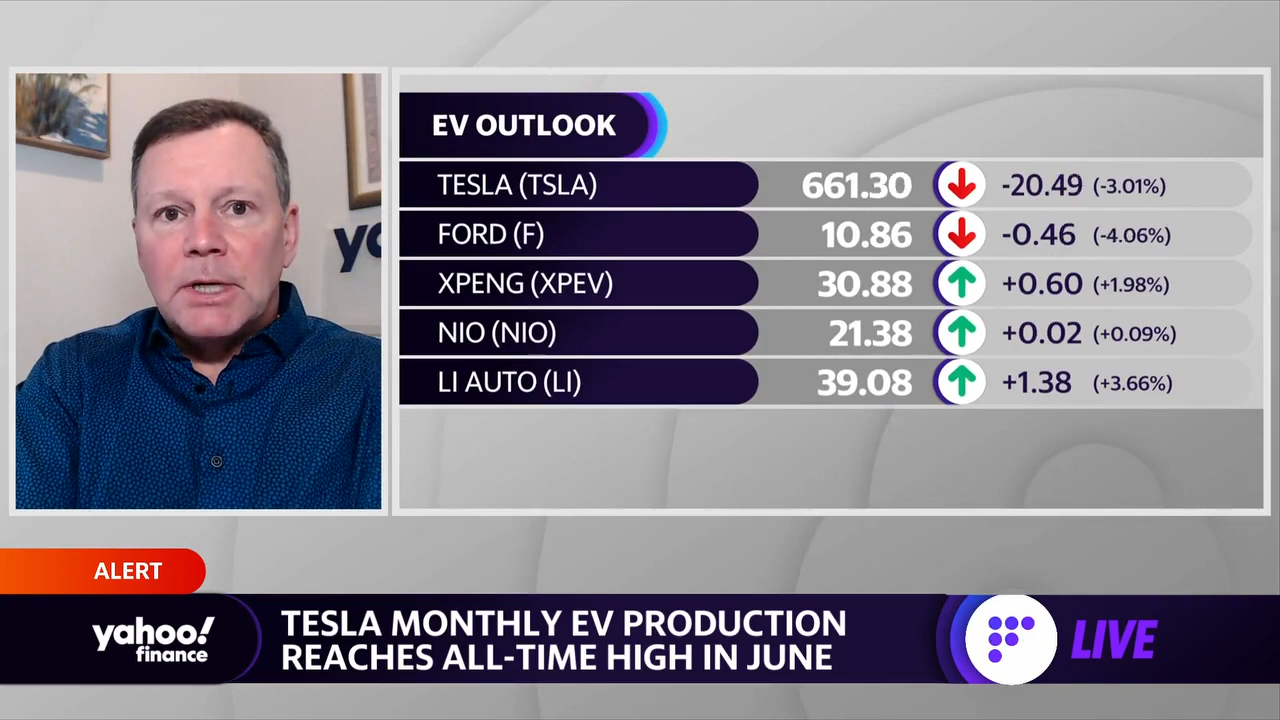 EV OUTLOOK
TESLA (TSLA) 661.30 -20.49 (-3.01%)
FORD (F) 10.86 -0.46 (-4.06%)
XPENG (XPEV) 30.88 +0.60 (+1.98%)
NIO (NIO) 21.38 +0.02 (+0.09%)
LI AUTO (LI) 39.08 +1.38 (+3.66%)
ALERT
yahoo!
finance
TESLA MONTHLY EV PRODUCTION
REACHES ALL-TIME HIGH IN JUNE
LIVE